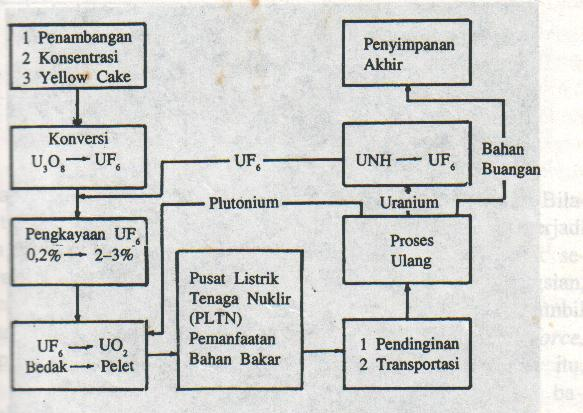 1 Penambangan
2 Konsentrasi
3 Yellow Cake
Penyimpanan
Akhir
Konversi
U₃O₈ → UF₆
UF₆
UNH → UF₆
Bahan
Buangan
Plutonium
Uranium
Pengkayaan UF₆
0,2% → 2–3%
Proses
Ulang
Pusat Listrik
Tenaga Nuklir
(PLTN)
Pemanfaatan
Bahan Bakar
UF₆ → UO₂
Bedak → Pelet
1 Pendinginan
2 Transportasi